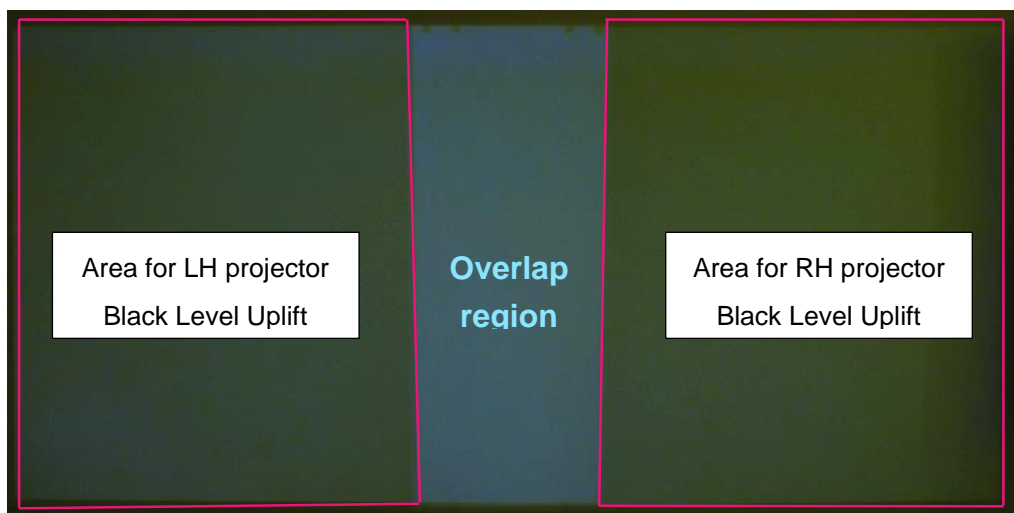 Area for LH projector
Black Level Uplift
Overlap
region
Area for RH projector
Black Level Uplift